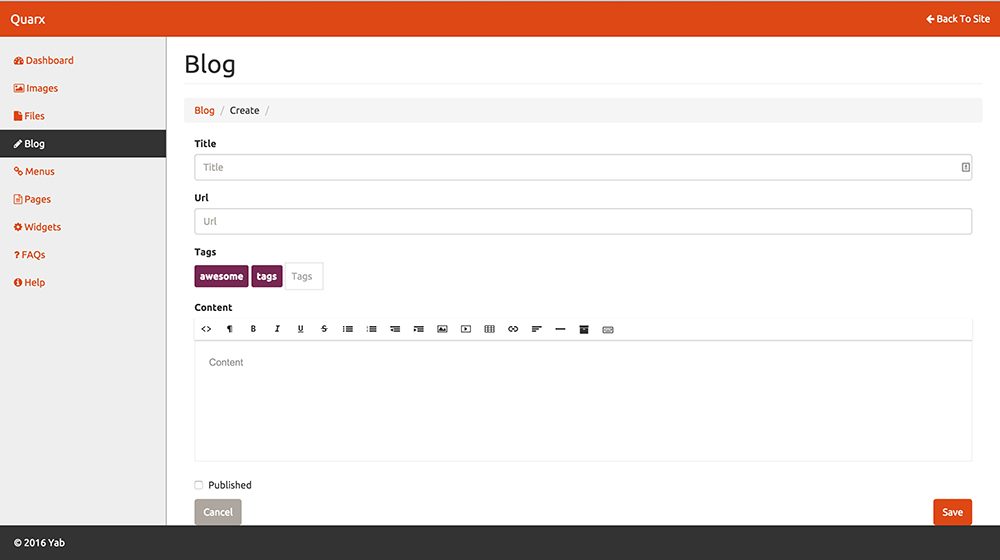 Quarx
Back To Site
Dashboard
Images
Files
Blog
Menus
Pages
Widgets
? FAQs
Help
Blog
Blog / Create /
Title
Title
Url
Url
Tags
awesome tags Tags
Content
<> ¶ B I U S
Content
Published
Cancel
Save
© 2016 Yab